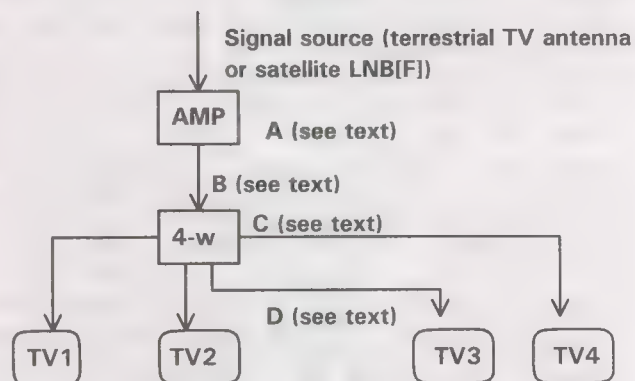 Signal source (terrestrial TV antenna
or satellite LNB[F])
AMP
A (see text)
B (see text)
4-w
C (see text)
D (see text)
TV1
TV2
TV3
TV4